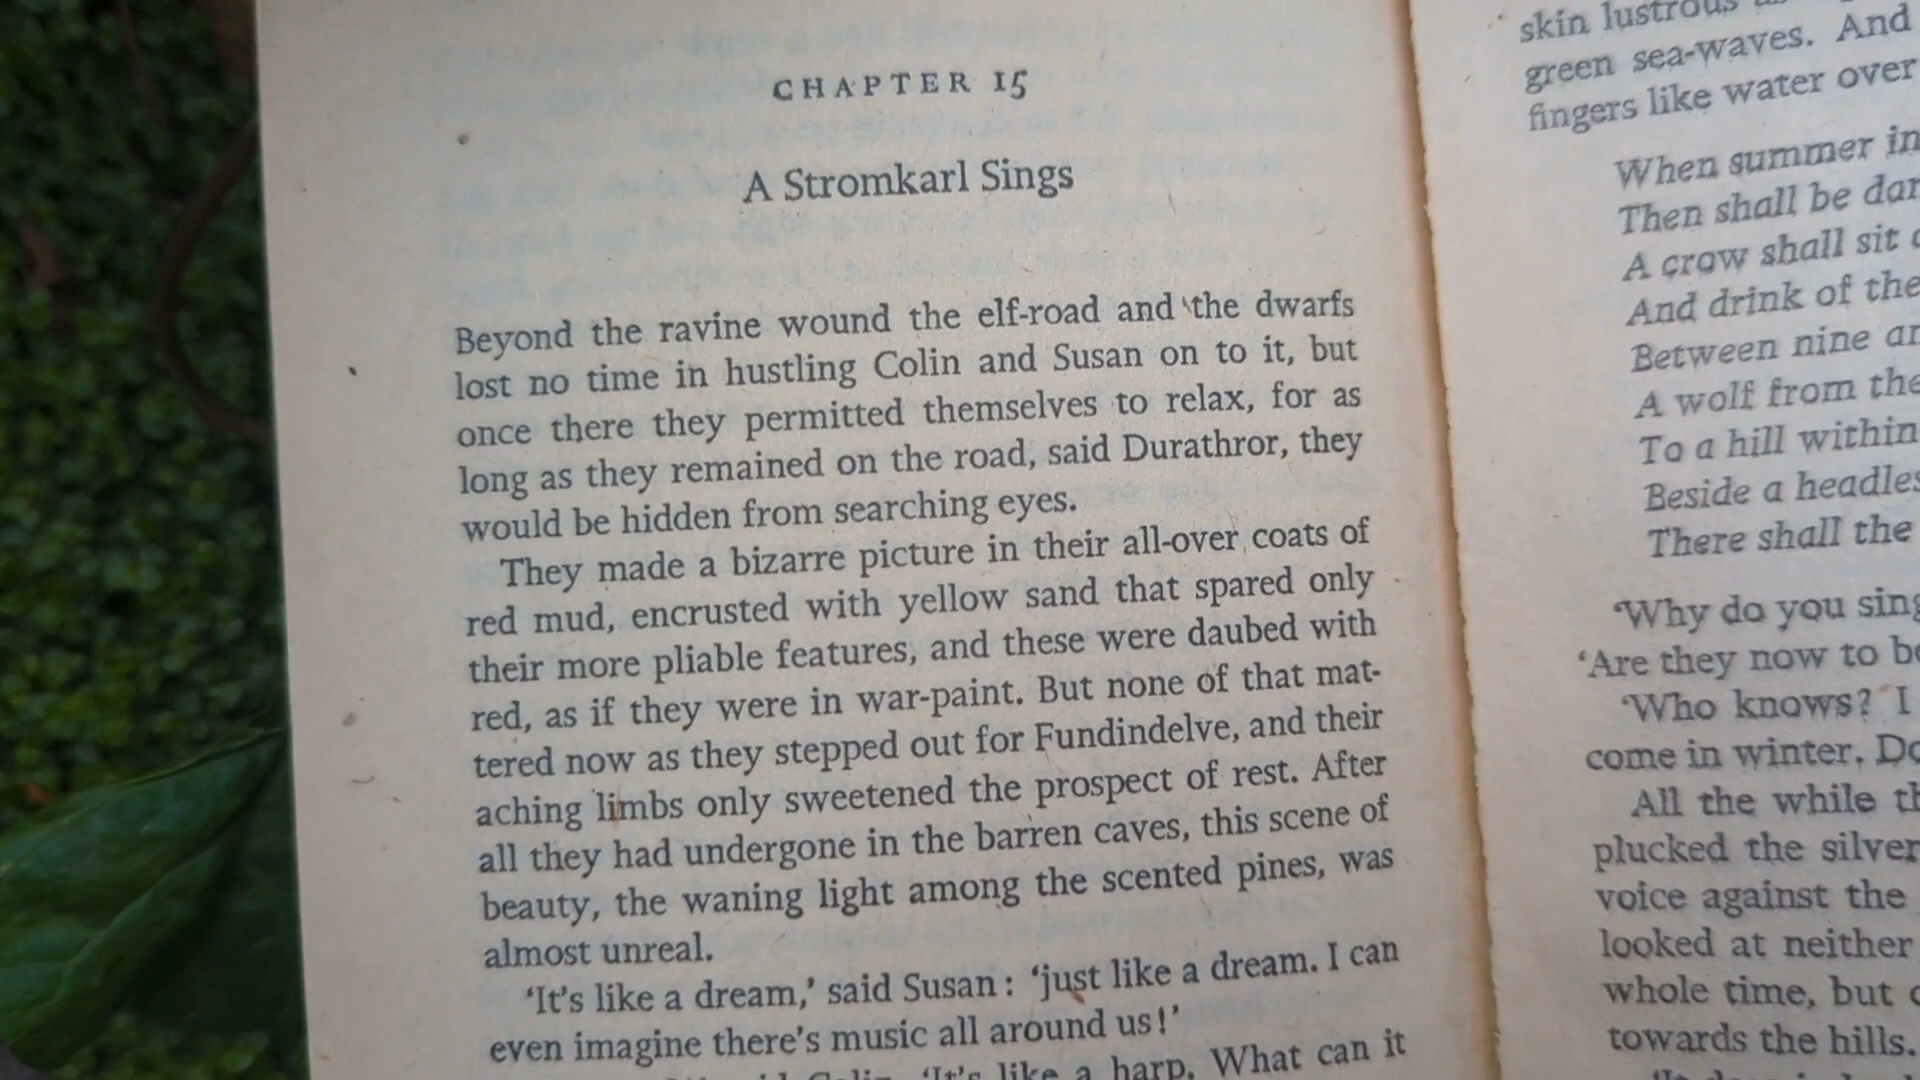 CHAPTER 15
A Stromkarl Sings
Beyond the ravine wound the elf-road and the dwarfs
lost no time in hustling Colin and Susan on to it, but
once there they permitted themselves to relax, for as
long as they remained on the road, said Durathror, they
would be hidden from searching eyes.
They made a bizarre picture in their all-over coats of
red mud, encrusted with yellow sand that spared only
their more pliable features, and these were daubed with
red, as if they were in war-paint. But none of that mat-
tered now as they stepped out for Fundindelve, and their
aching limbs only sweetened the prospect of rest. After
all they had undergone in the barren caves, this scene of
beauty, the waning light among the scented pines, was
almost unreal.
‘It's like a dream,’ said Susan: ‘just like a dream. I can
even imagine there's music all around us!’
Colin. ‘It's like a harp. What can it
skin lustrous
green sea-waves. And
fingers like water over
When summer in
Then shall be
A crow shall sit
And drink of the
Between nine
A wolf from the
To a hill within
Beside a
There shall the
‘Why do you sing
‘Are they now to
‘Who knows? I
come in winter.
All the while
plucked the silver
voice against the
looked at neither
whole time, but
towards the hills.